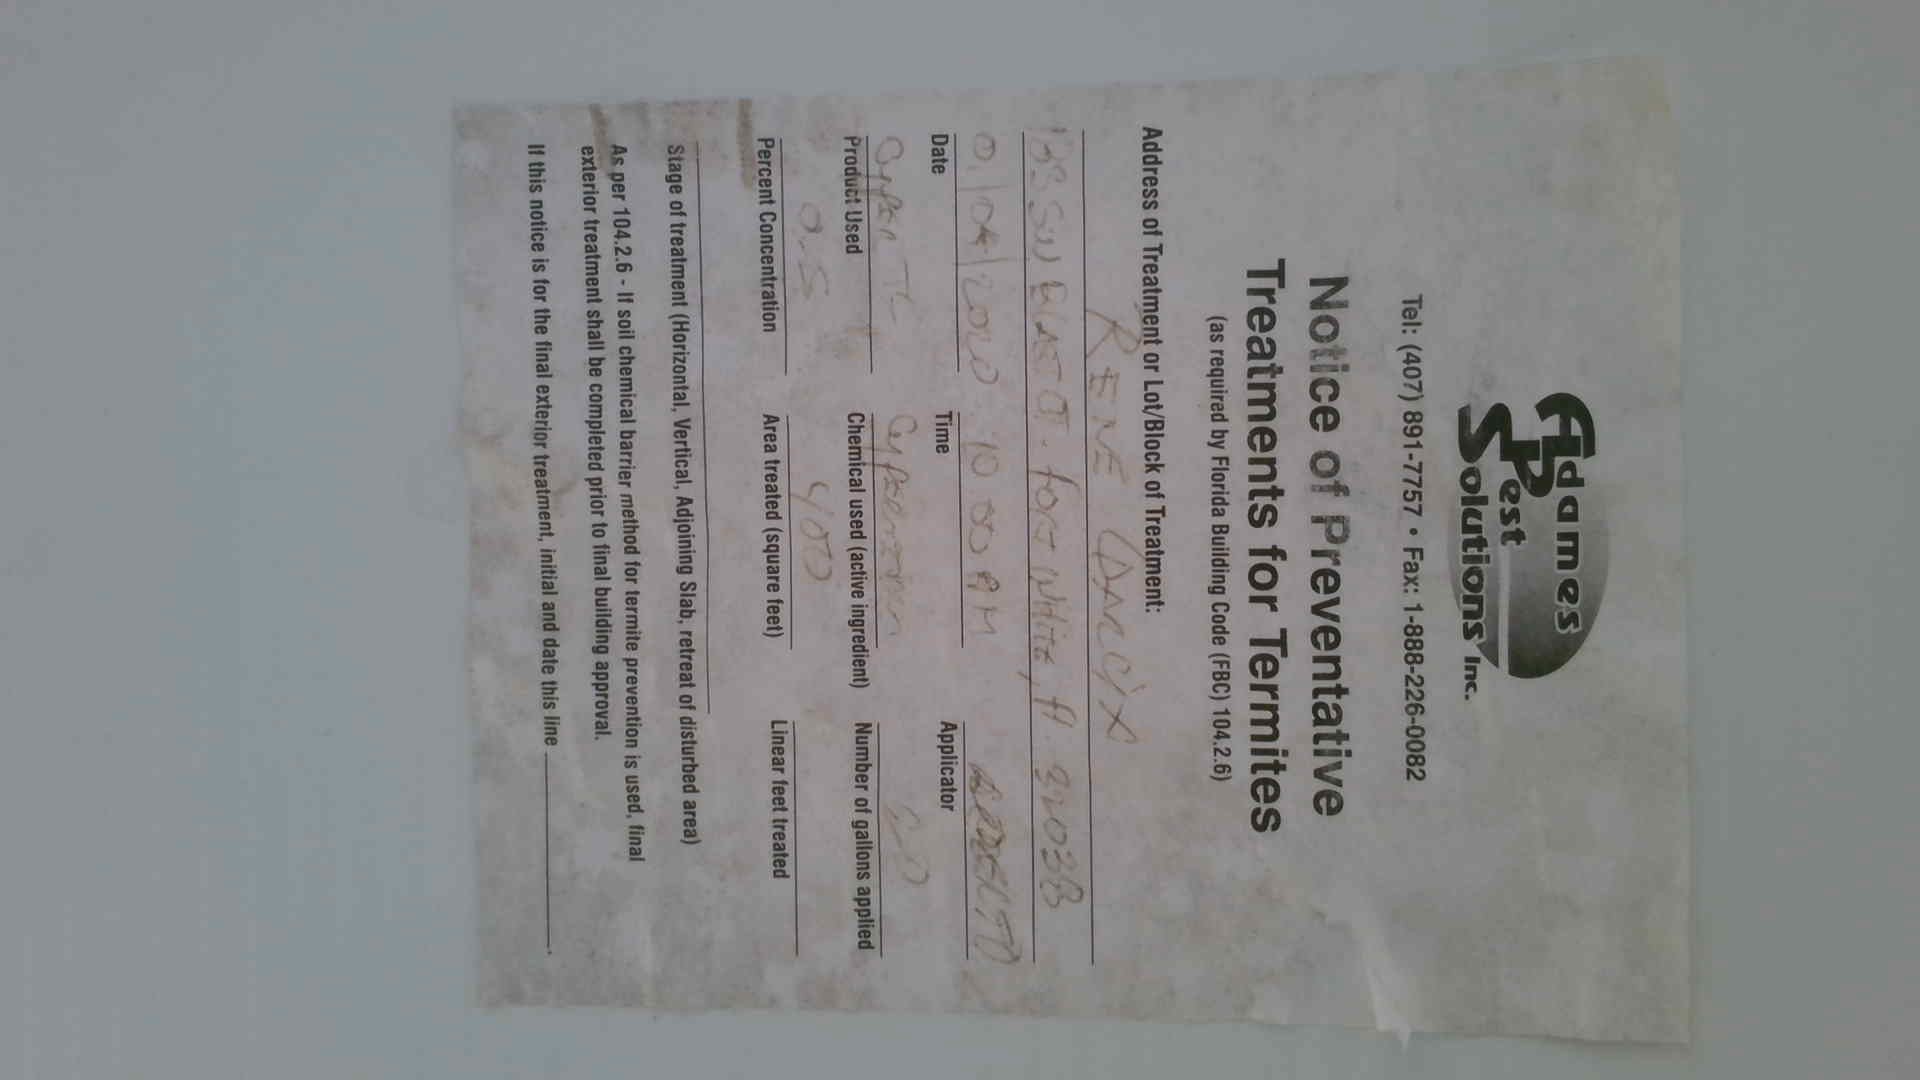 Adames
Pest
Solutions Inc.
Tel: (407) 891-7757 • Fax: 1-888-226-0082
Notice of Preventative
Treatments for Termites
(as required by Florida Building Code (FBC) 104.2.6)
Address of Treatment or Lot/Block of Treatment:
RENE
SW Ct. fort White, fl. 32038
10 00 AM
Date Time Applicator
Cyper TC Cypermethrin
Product Used Chemical used (active ingredient) Number of gallons applied
0.5
Percent Concentration Area treated (square feet) Linear feet treated
Stage of treatment (Horizontal, Vertical, Adjoining Slab, retreat of disturbed area)
As per 104.2.6 - If soil chemical barrier method for termite prevention is used, final
exterior treatment shall be completed prior to final building approval.
If this notice is for the final exterior treatment, initial and date this line